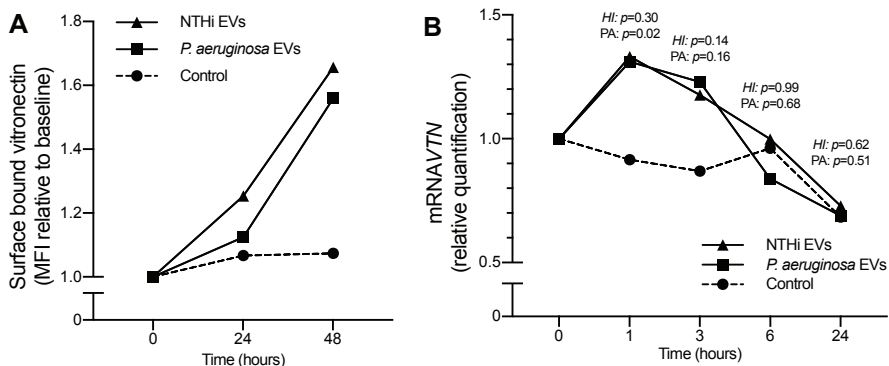 A
NTHi EVs
P. aeruginosa EVs
Control
Surface bound vitronectin
(MFI relative to baseline)
1.8
1.6
1.4
1.2
1.0
0
0
24
48
Time (hours)
B
mRNAVTN
(relative quantification)
1.5
1.0
0.5
0
HI: p=0.30
PA: p=0.02
HI: p=0.14
PA: p=0.16
HI: p=0.99
PA: p=0.68
HI: p=0.62
PA: p=0.51
NTHi EVs
P. aeruginosa EVs
Control
0
1
3
6
24
Time (hours)